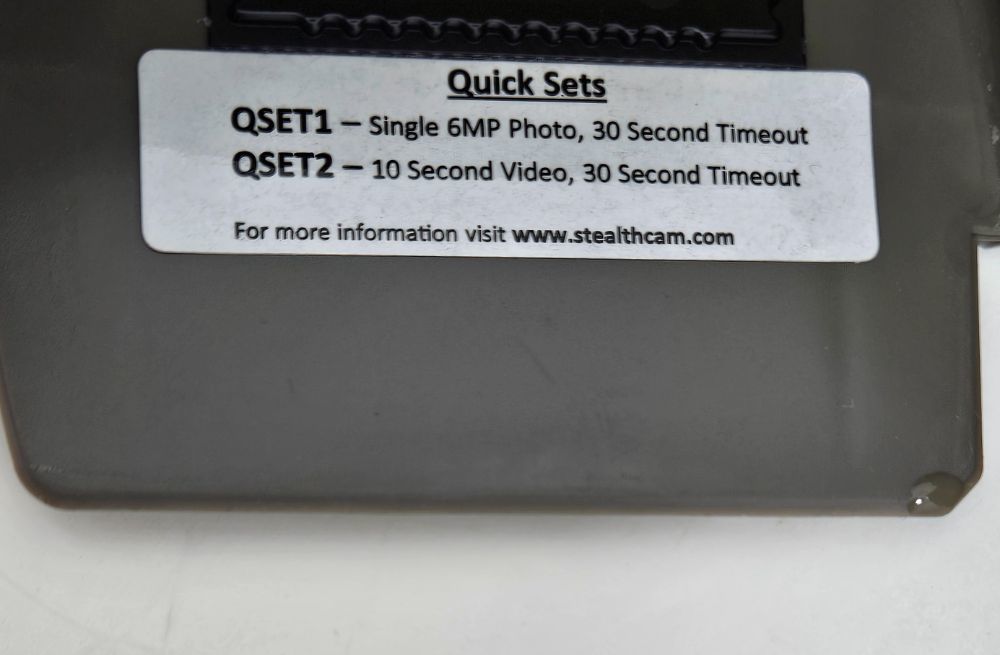 Quick Sets
QSET1 – Single 6MP Photo, 30 Second Timeout
QSET2 – 10 Second Video, 30 Second Timeout
For more information visit www.stealthcam.com